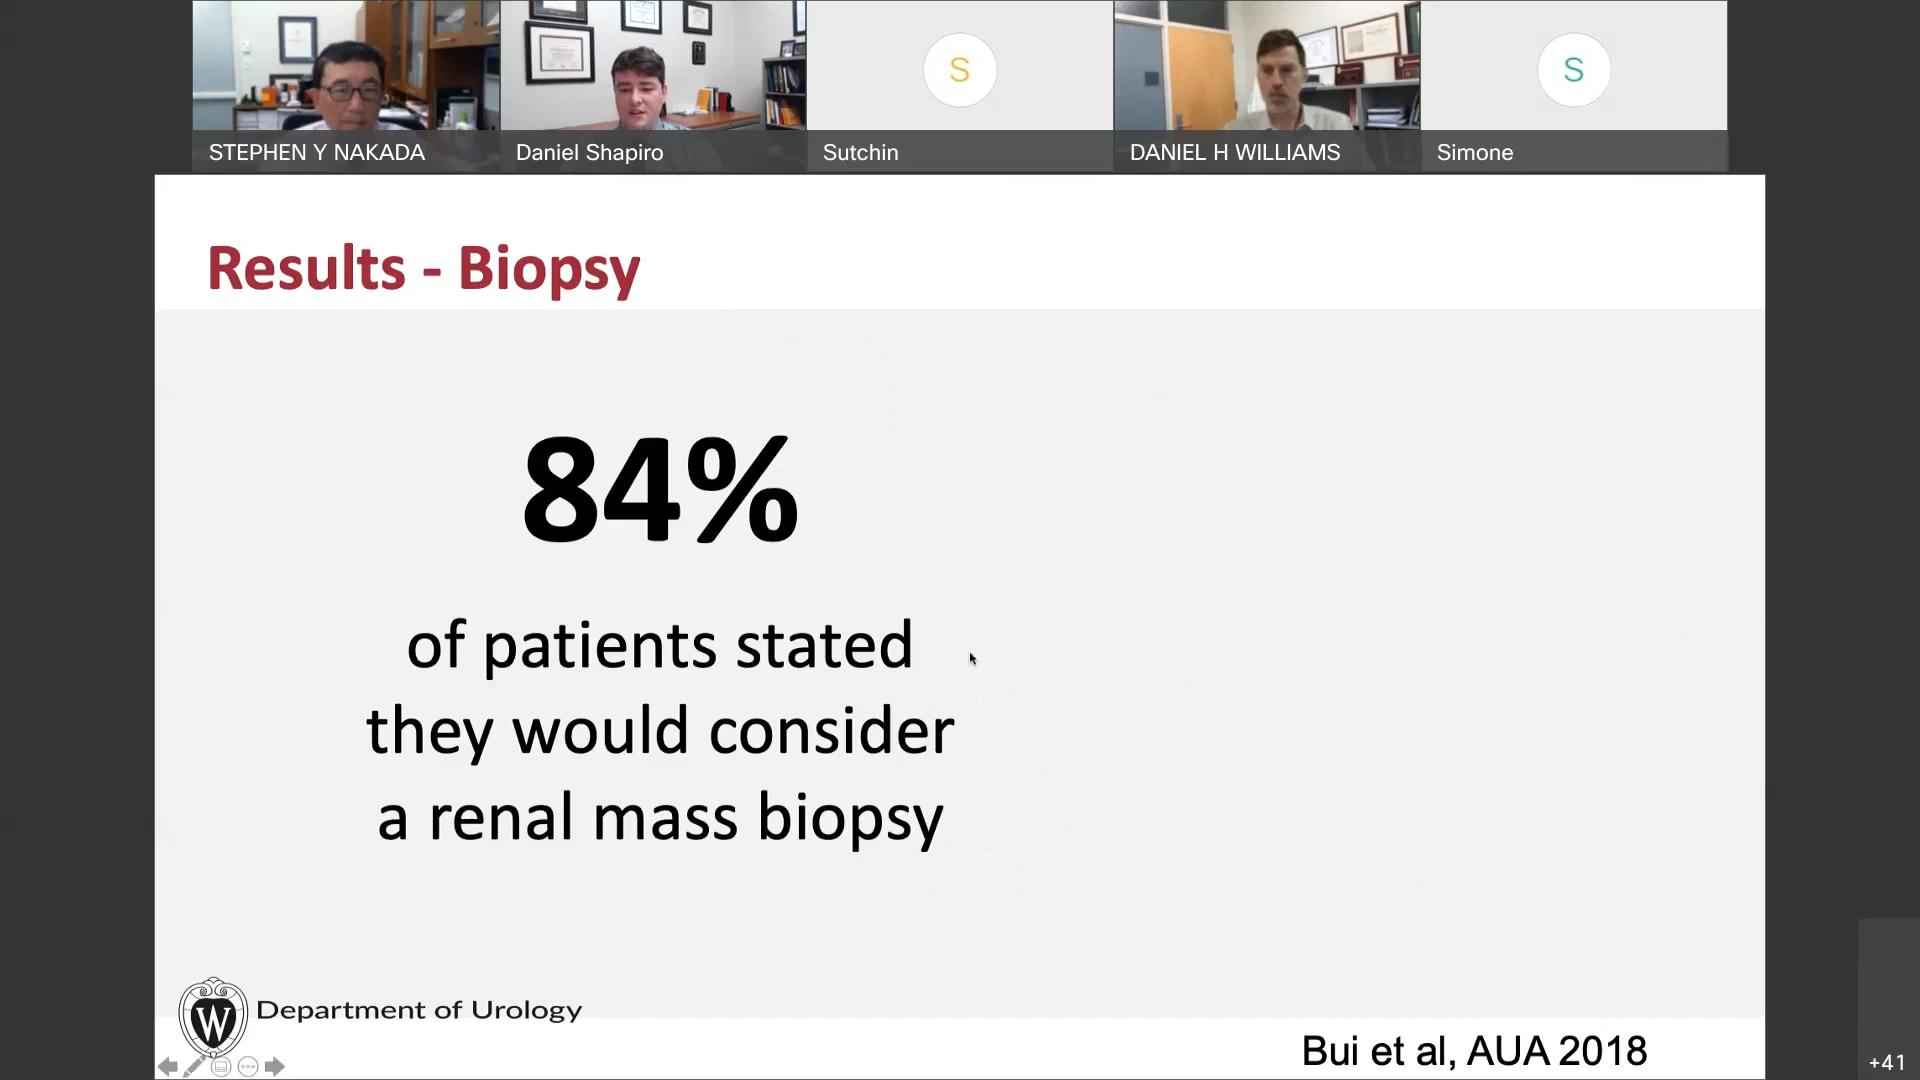 S
S
STEPHEN Y NAKADA
Daniel Shapiro
Sutchin
DANIEL H WILLIAMS
Simone
Results - Biopsy
84%
of patients stated
they would consider
a renal mass biopsy
W
Department of Urology
Bui et al, AUA 2018
+41